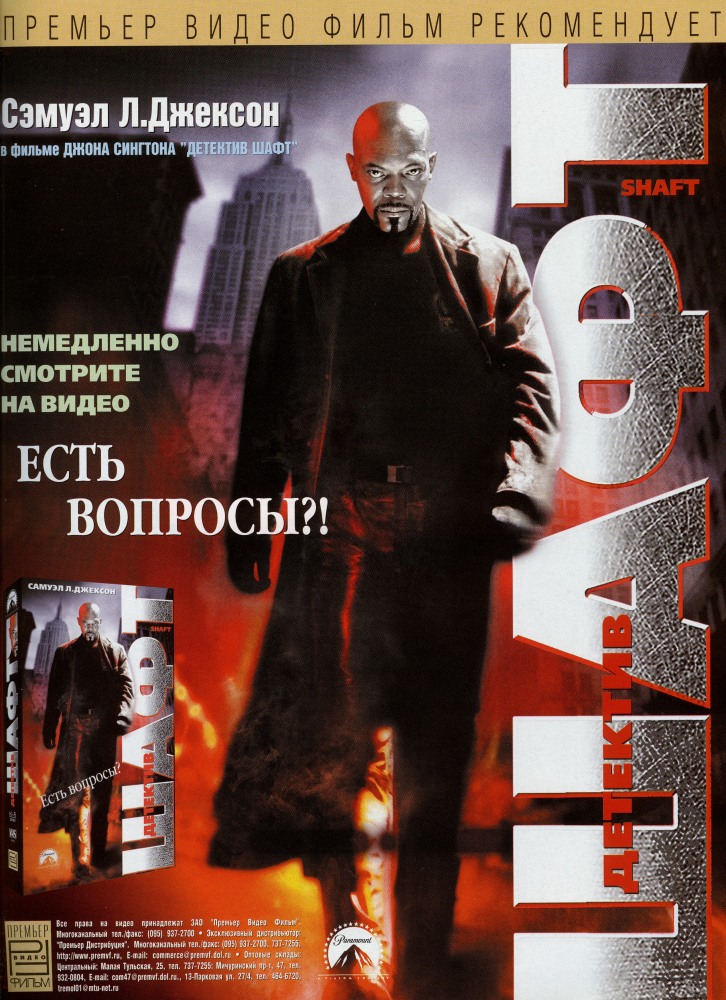 ПРЕМЬЕР ВИДЕО ФИЛЬМ РЕКОМЕНДУЕТ
Сэмуэл Л.Джексон
в фильме ДЖОНА СИНГТОНА "ДЕТЕКТИВ ШАФТ"
SHAFT
ДЕТЕКТИВ
ШАФТ
НЕМЕДЛЕННО
СМОТРИТЕ
НА ВИДЕО
ЕСТЬ
ВОПРОСЫ?!
САМУЭЛ Л.ДЖЕКСОН
SHAFT
ДЕТЕКТИВ
ШАФТ
Есть вопросы?
ШАФТ
VHS
ПРЕМЬЕР
ВИДЕО
ФИЛЬМ
Все права на видео принадлежат ЗАО "Премьер Видео Фильм".
Многоканальный тел./факс: (095) 937-2700 • Эксклюзивный дистрибьютор:
"Премьер Дистрибуция". Многоканальный тел./факс: (095) 937-2700, 737-7255;
http://www.premvf.ru, E-mail: commerce@premvf.dol.ru • Оптовые склады:
Центральный: Малая Тульская, 25, тел. 737-7255; Мичуринский пр-т, 47, тел.
932-0804, E-mail: com47@premvf.dol.ru, 13-Парковая ул. 27/4, тел. 464-6720,
tremol01@mtu-net.ru
Paramount